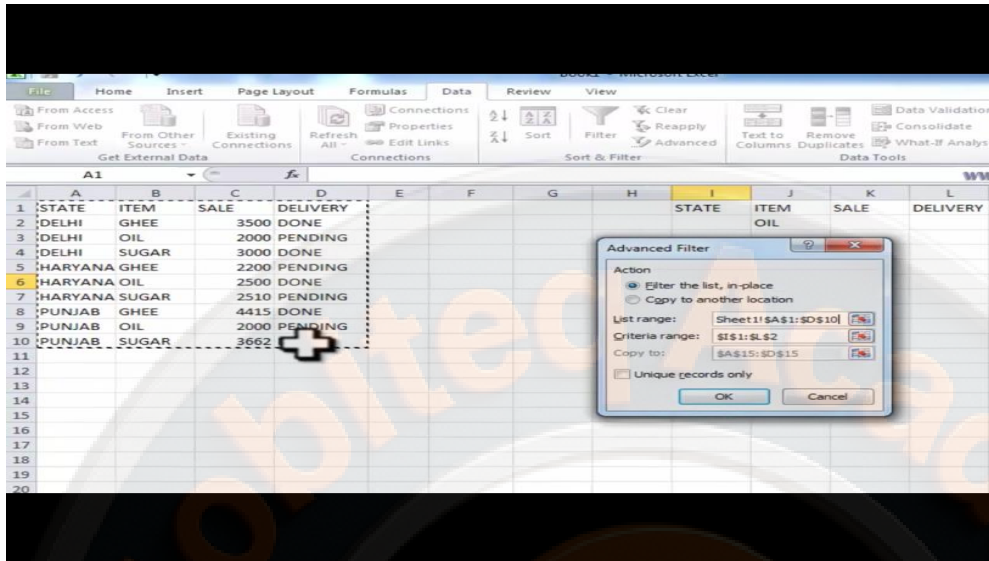 Book1 - Microsoft Excel
File Home Insert Page Layout Formulas Data Review View
From Access
From Web
From Text
From Other Sources
Get External Data
Existing Connections
Refresh All
Connections
Properties
Edit Links
Connections
Sort
Filter
Clear
Reapply
Advanced
Sort & Filter
Text to Columns
Remove Duplicates
Data Validation
Consolidate
What-If Analys
Data Tools
A1 fx
A B C D E F G H I J K L
1 STATE ITEM SALE DELIVERY STATE ITEM SALE DELIVERY
2 DELHI GHEE 3500 DONE OIL
3 DELHI OIL 2000 PENDING
4 DELHI SUGAR 3000 DONE
5 HARYANA GHEE 2200 PENDING
6 HARYANA OIL 2500 DONE
7 HARYANA SUGAR 2510 PENDING
8 PUNJAB GHEE 4415 DONE
9 PUNJAB OIL 2000 PENDING
10 PUNJAB SUGAR 3662
11
12
13
14
15
16
17
18
19
20
Advanced Filter
Action
Filter the list, in-place
Copy to another location
List range: Sheet1!$A$1:$D$10
Criteria range: $I$1:$L$2
Copy to: $A$15:$D$15
Unique records only
OK Cancel